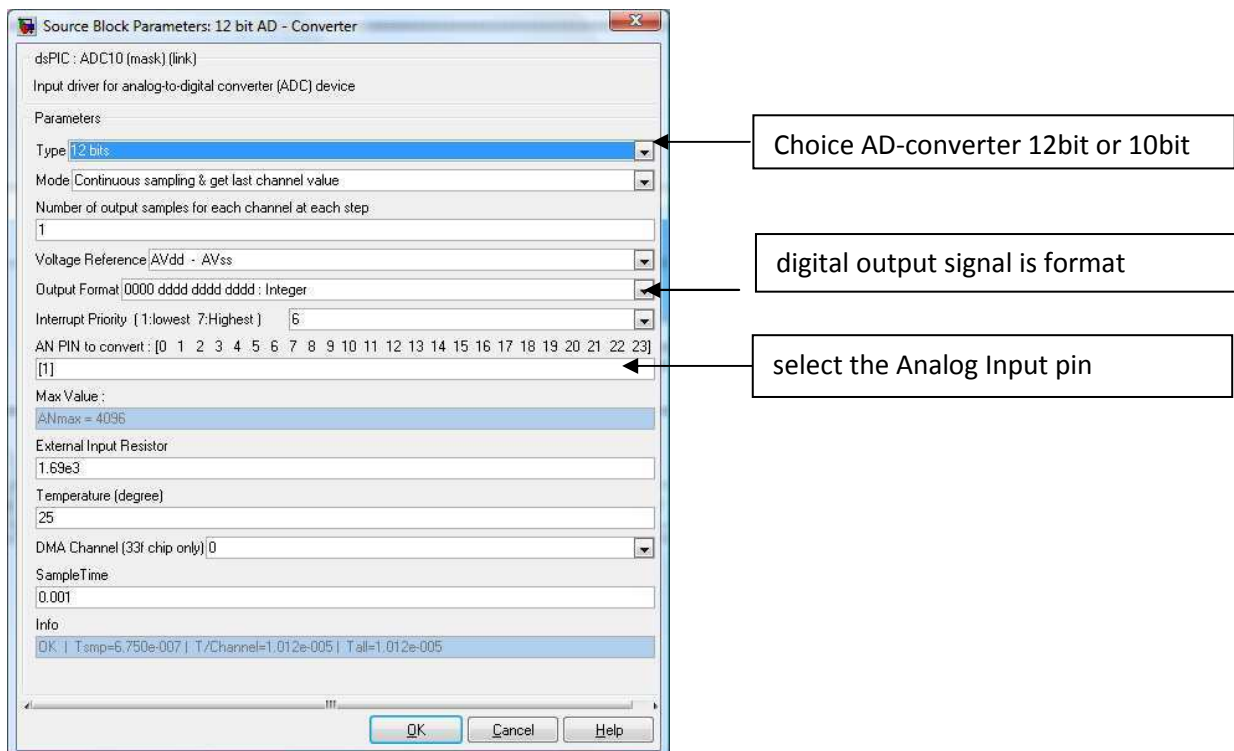 Source Block Parameters: 12 bit AD - Converter
dsPIC : ADC10 (mask) (link)
Input driver for analog-to-digital converter (ADC) device
Parameters
Type 12 bits
Choice AD-converter 12bit or 10bit
Mode Continuous sampling & get last channel value
Number of output samples for each channel at each step
1
Voltage Reference AVdd - AVss
digital output signal is format
Output Format 0000 dddd dddd dddd : Integer
Interrupt Priority ( 1:lowest 7:Highest ) 6
AN PIN to convert : [0 1 2 3 4 5 6 7 8 9 10 11 12 13 14 15 16 17 18 19 20 21 22 23]
[1]
select the Analog Input pin
Max Value :
ANmax = 4096
External Input Resistor
1.69e3
Temperature (degree)
25
DMA Channel (33f chip only) 0
SampleTime
0.001
Info
OK | Tsmp=6.750e-007 | T/Channel=1.012e-005 | Tall=1.012e-005
OK Cancel Help